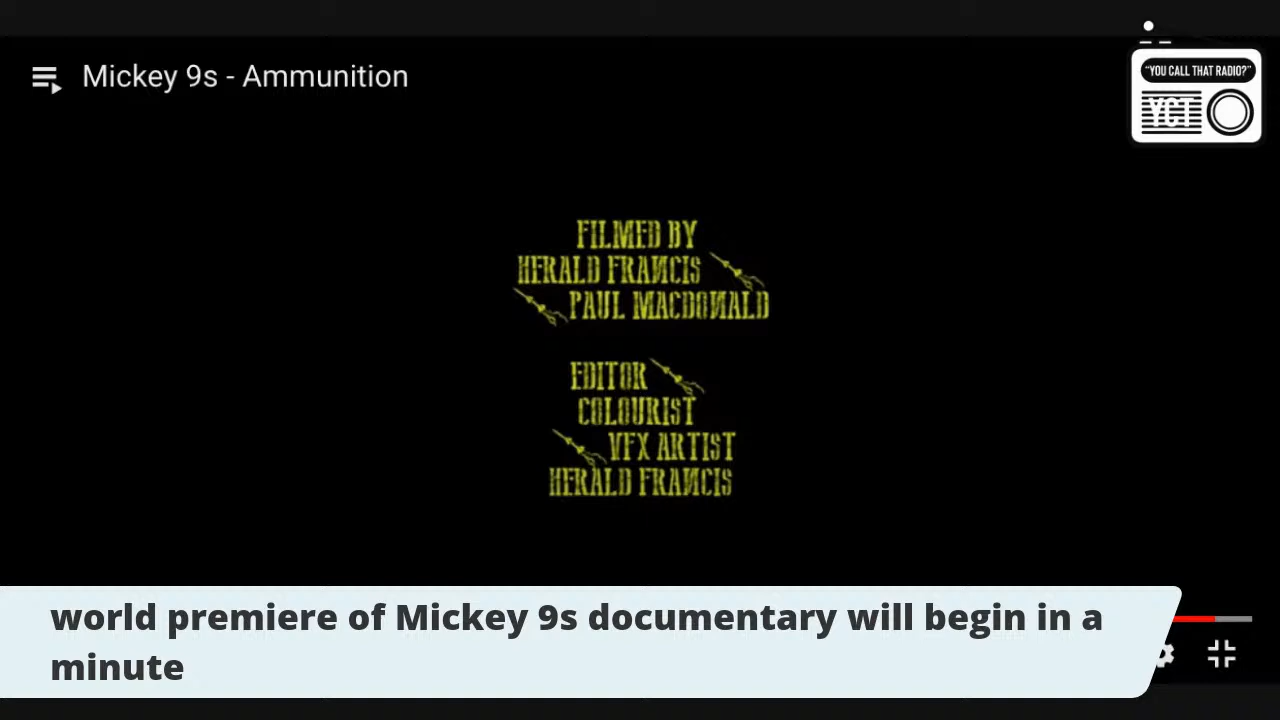 Mickey 9s - Ammunition
"YOU CALL THAT RADIO?"
YCT
FILMED BY
HERALD FRANCIS
PAUL MACDONALD
EDITOR
COLOURIST
VFX ARTIST
HERALD FRANCIS
world premiere of Mickey 9s documentary will begin in a
minute